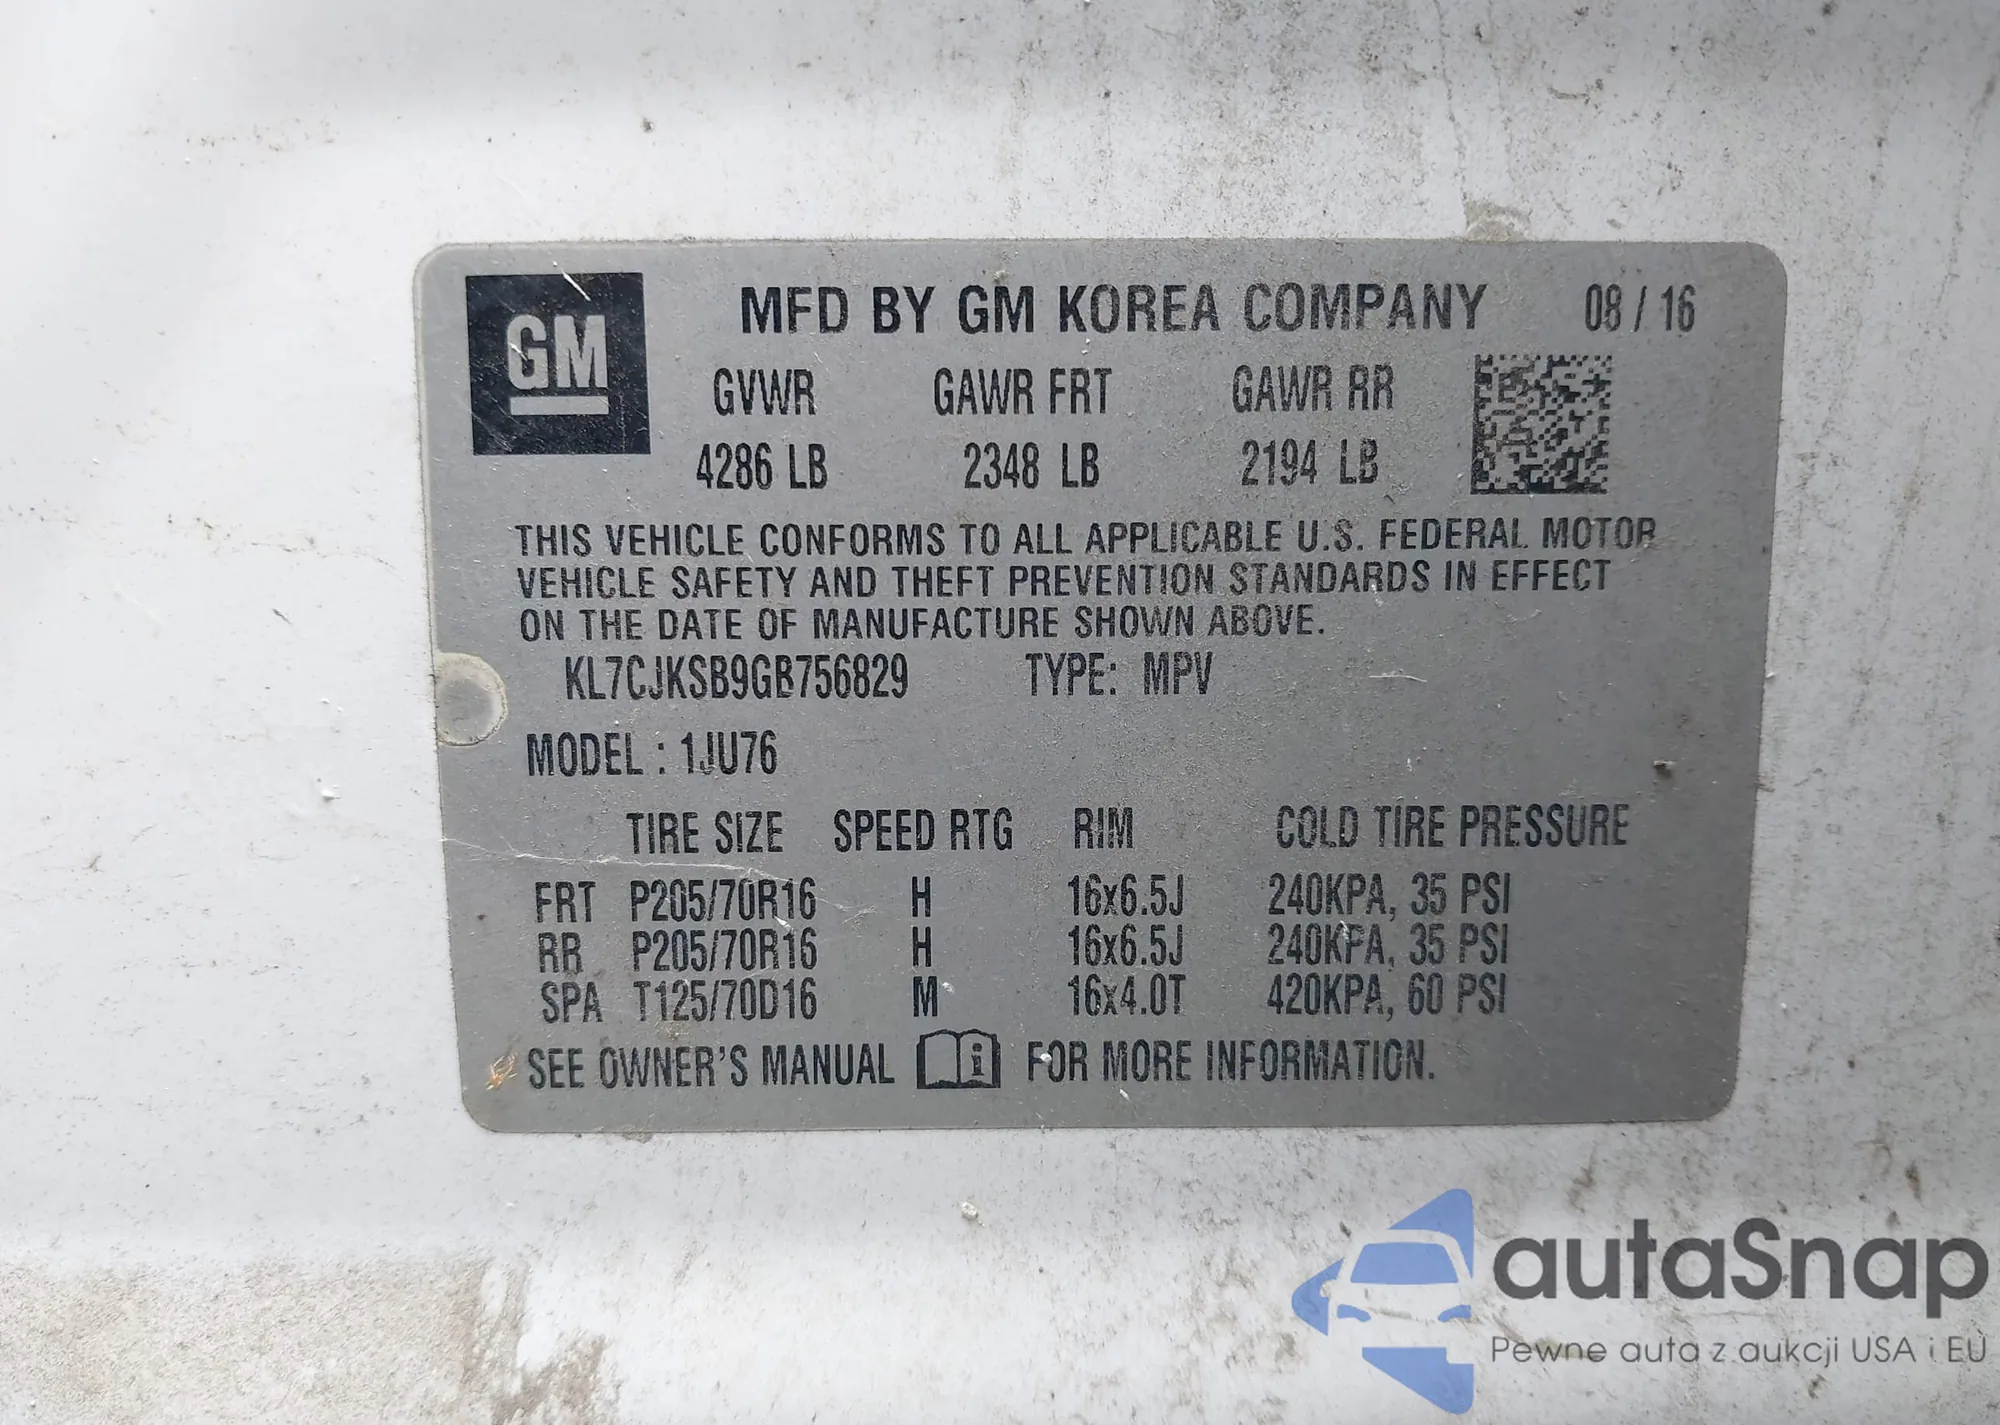 GM
MFD BY GM KOREA COMPANY 08 / 16
GVWR GAWR FRT GAWR RR
4286 LB 2348 LB 2194 LB
THIS VEHICLE CONFORMS TO ALL APPLICABLE U.S. FEDERAL MOTOR
VEHICLE SAFETY AND THEFT PREVENTION STANDARDS IN EFFECT
ON THE DATE OF MANUFACTURE SHOWN ABOVE.
KL7CJKSB9GB756829 TYPE: MPV
MODEL : 1JU76
TIRE SIZE SPEED RTG RIM COLD TIRE PRESSURE
FRT P205/70R16 H 16x6.5J 240KPA, 35 PSI
RR P205/70R16 H 16x6.5J 240KPA, 35 PSI
SPA T125/70D16 M 16x4.0T 420KPA, 60 PSI
SEE OWNER'S MANUAL i FOR MORE INFORMATION.
autaSnap
Pewne auta z aukcji USA i EU